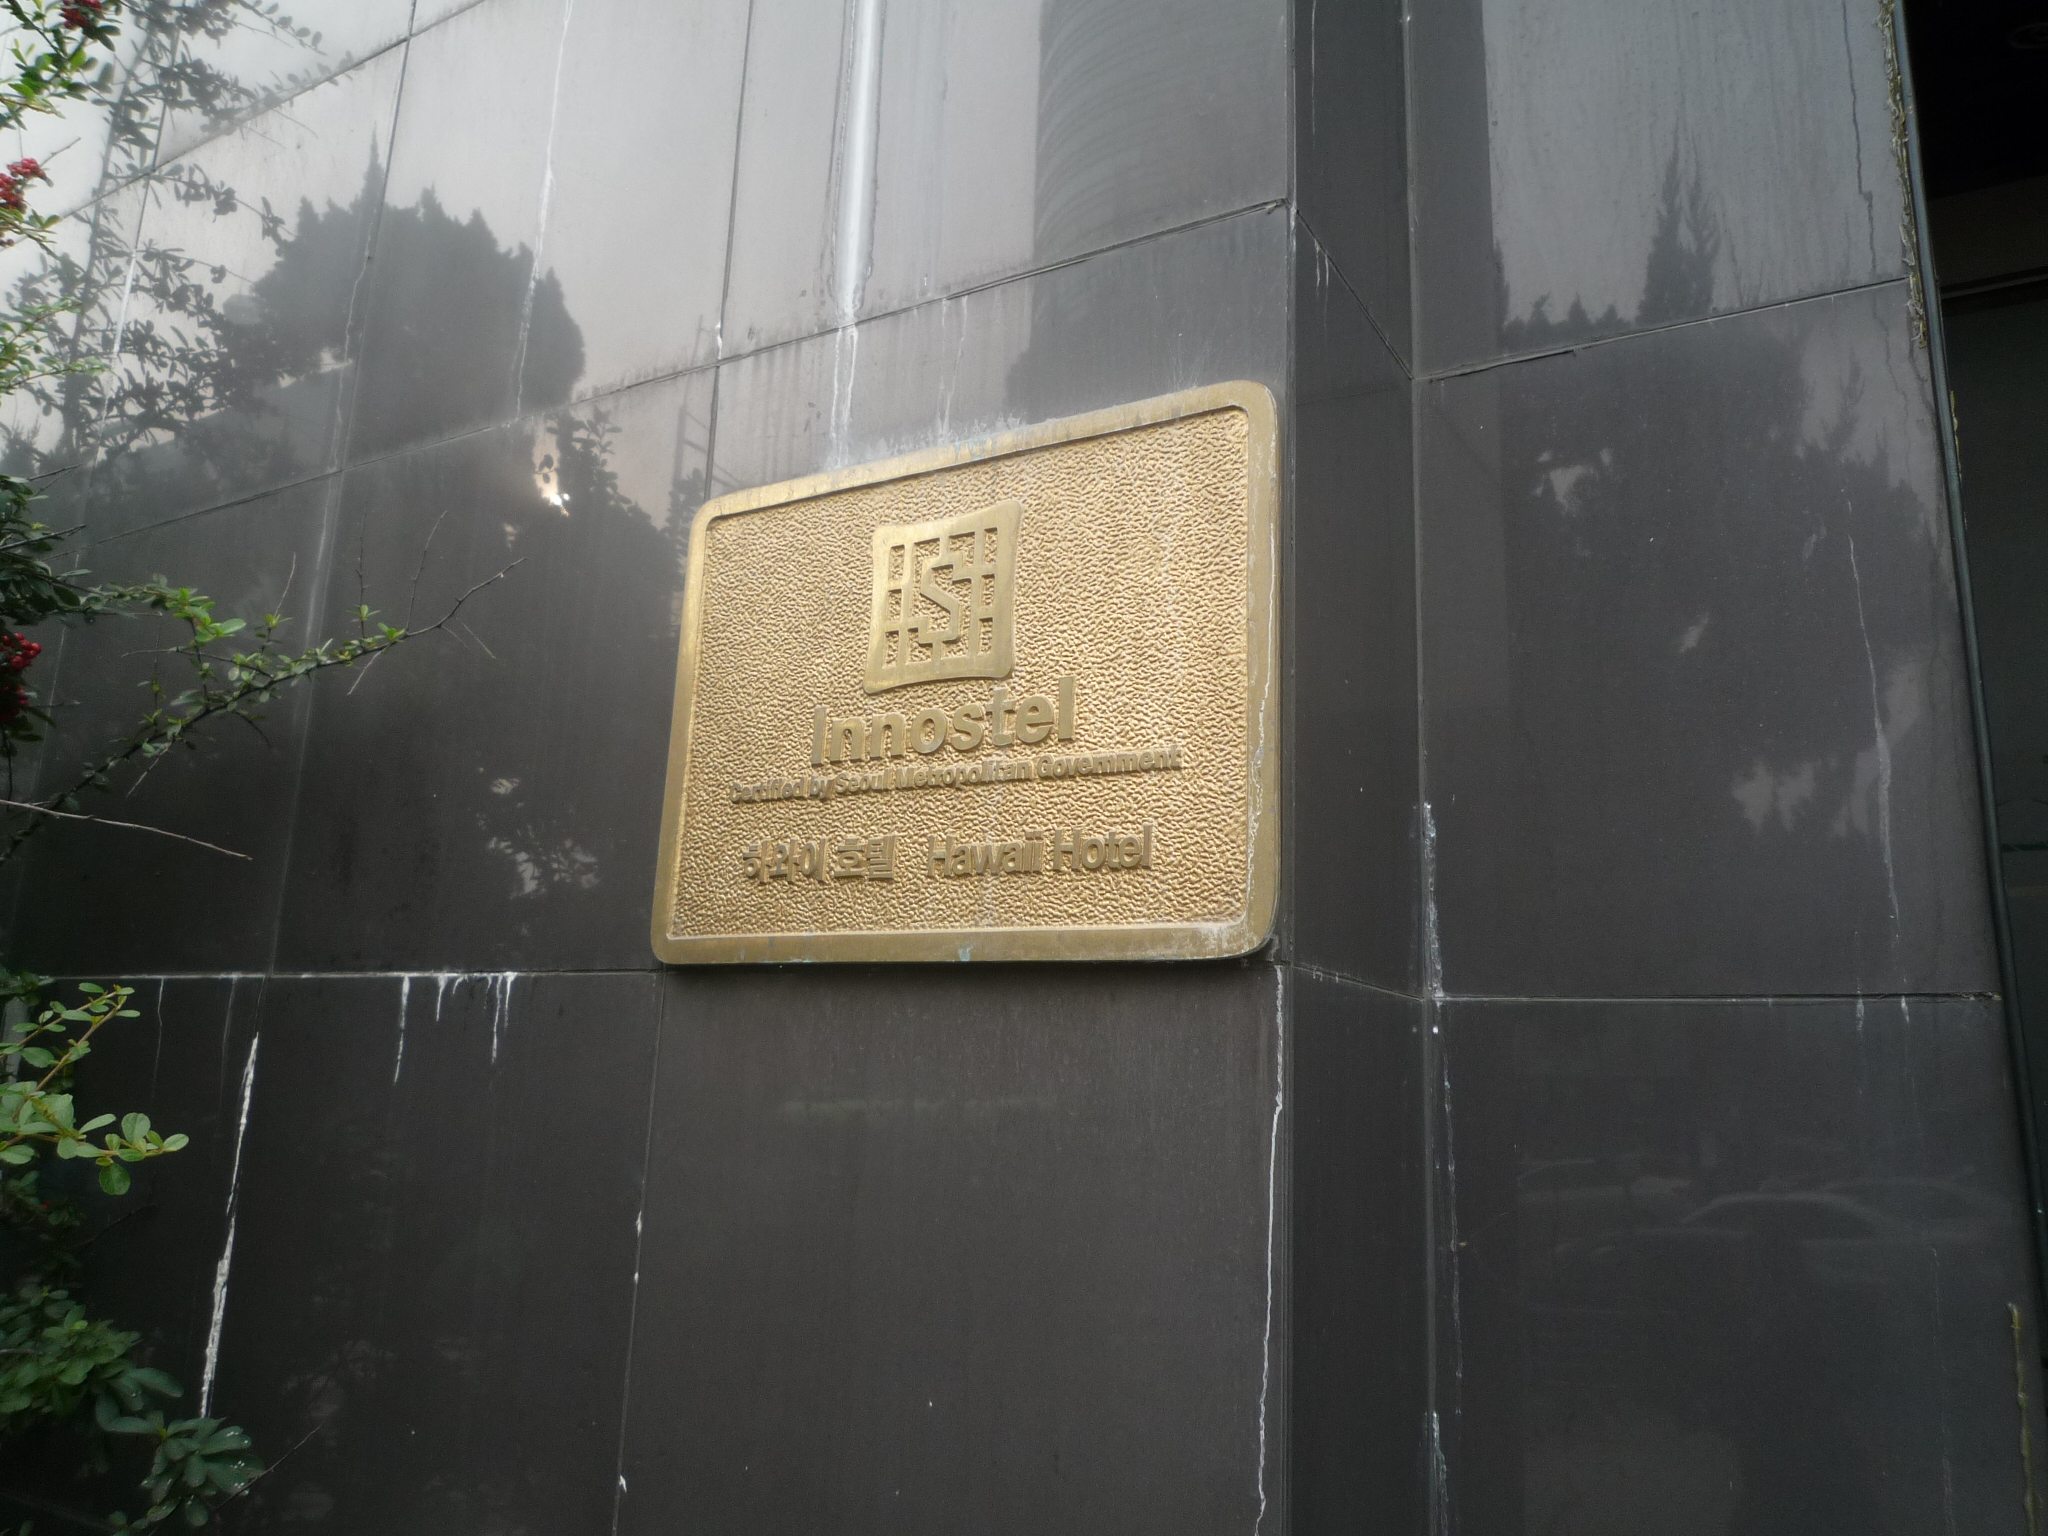 Innostel
Certified by Seoul Metropolitan Government
하와이 호텔 Hawaii Hotel